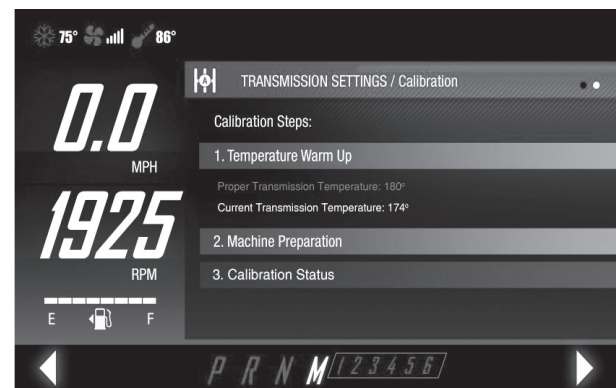 75° 86°
A TRANSMISSION SETTINGS / Calibration
0.0
MPH
Calibration Steps:
1. Temperature Warm Up
Proper Transmission Temperature: 180°
Current Transmission Temperature: 174°
1925
RPM
2. Machine Preparation
3. Calibration Status
E F
P R N M 1 2 3 4 5 6